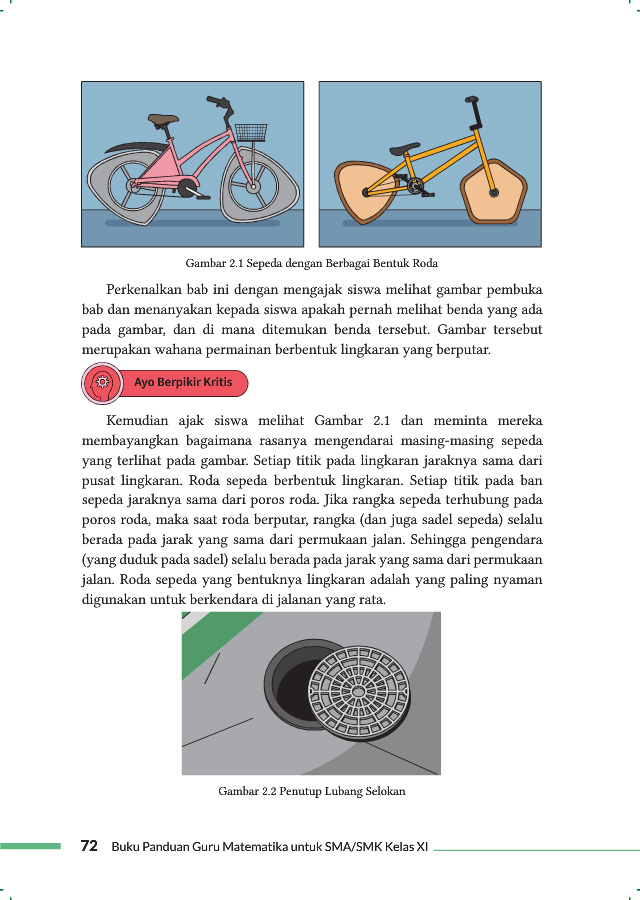 Gambar 2.1 Sepeda dengan Berbagai Bentuk Roda
Perkenalkan bab ini dengan mengajak siswa melihat gambar pembuka
bab dan menanyakan kepada siswa apakah pernah melihat benda yang ada
pada gambar, dan di mana ditemukan benda tersebut. Gambar tersebut
merupakan wahana permainan berbentuk lingkaran yang berputar.
Ayo Berpikir Kritis
Kemudian ajak siswa melihat Gambar 2.1 dan meminta mereka
membayangkan bagaimana rasanya mengendarai masing-masing sepeda
yang terlihat pada gambar. Setiap titik pada lingkaran jaraknya sama dari
pusat lingkaran. Roda sepeda berbentuk lingkaran. Setiap titik pada ban
sepeda jaraknya sama dari poros roda. Jika rangka sepeda terhubung pada
poros roda, maka saat roda berputar, rangka (dan juga sadel sepeda) selalu
berada pada jarak yang sama dari permukaan jalan. Sehingga pengendara
(yang duduk pada sadel) selalu berada pada jarak yang sama dari permukaan
jalan. Roda sepeda yang bentuknya lingkaran adalah yang paling nyaman
digunakan untuk berkendara di jalanan yang rata.
Gambar 2.2 Penutup Lubang Selokan
72 Buku Panduan Guru Matematika untuk SMA/SMK Kelas XI